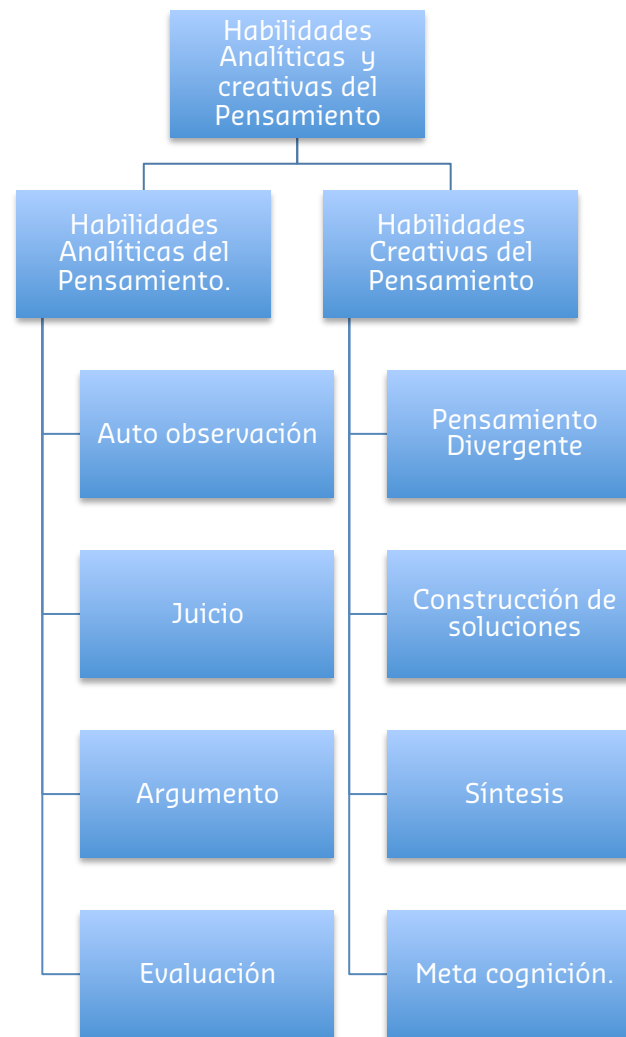 Habilidades
Analíticas y
creativas del
Pensamiento
Habilidades
Analíticas del
Pensamiento.
Habilidades
Creativas del
Pensamiento
Auto observación
Pensamiento
Divergente
Juicio
Construcción de
soluciones
Argumento
Síntesis
Evaluación
Meta cognición.